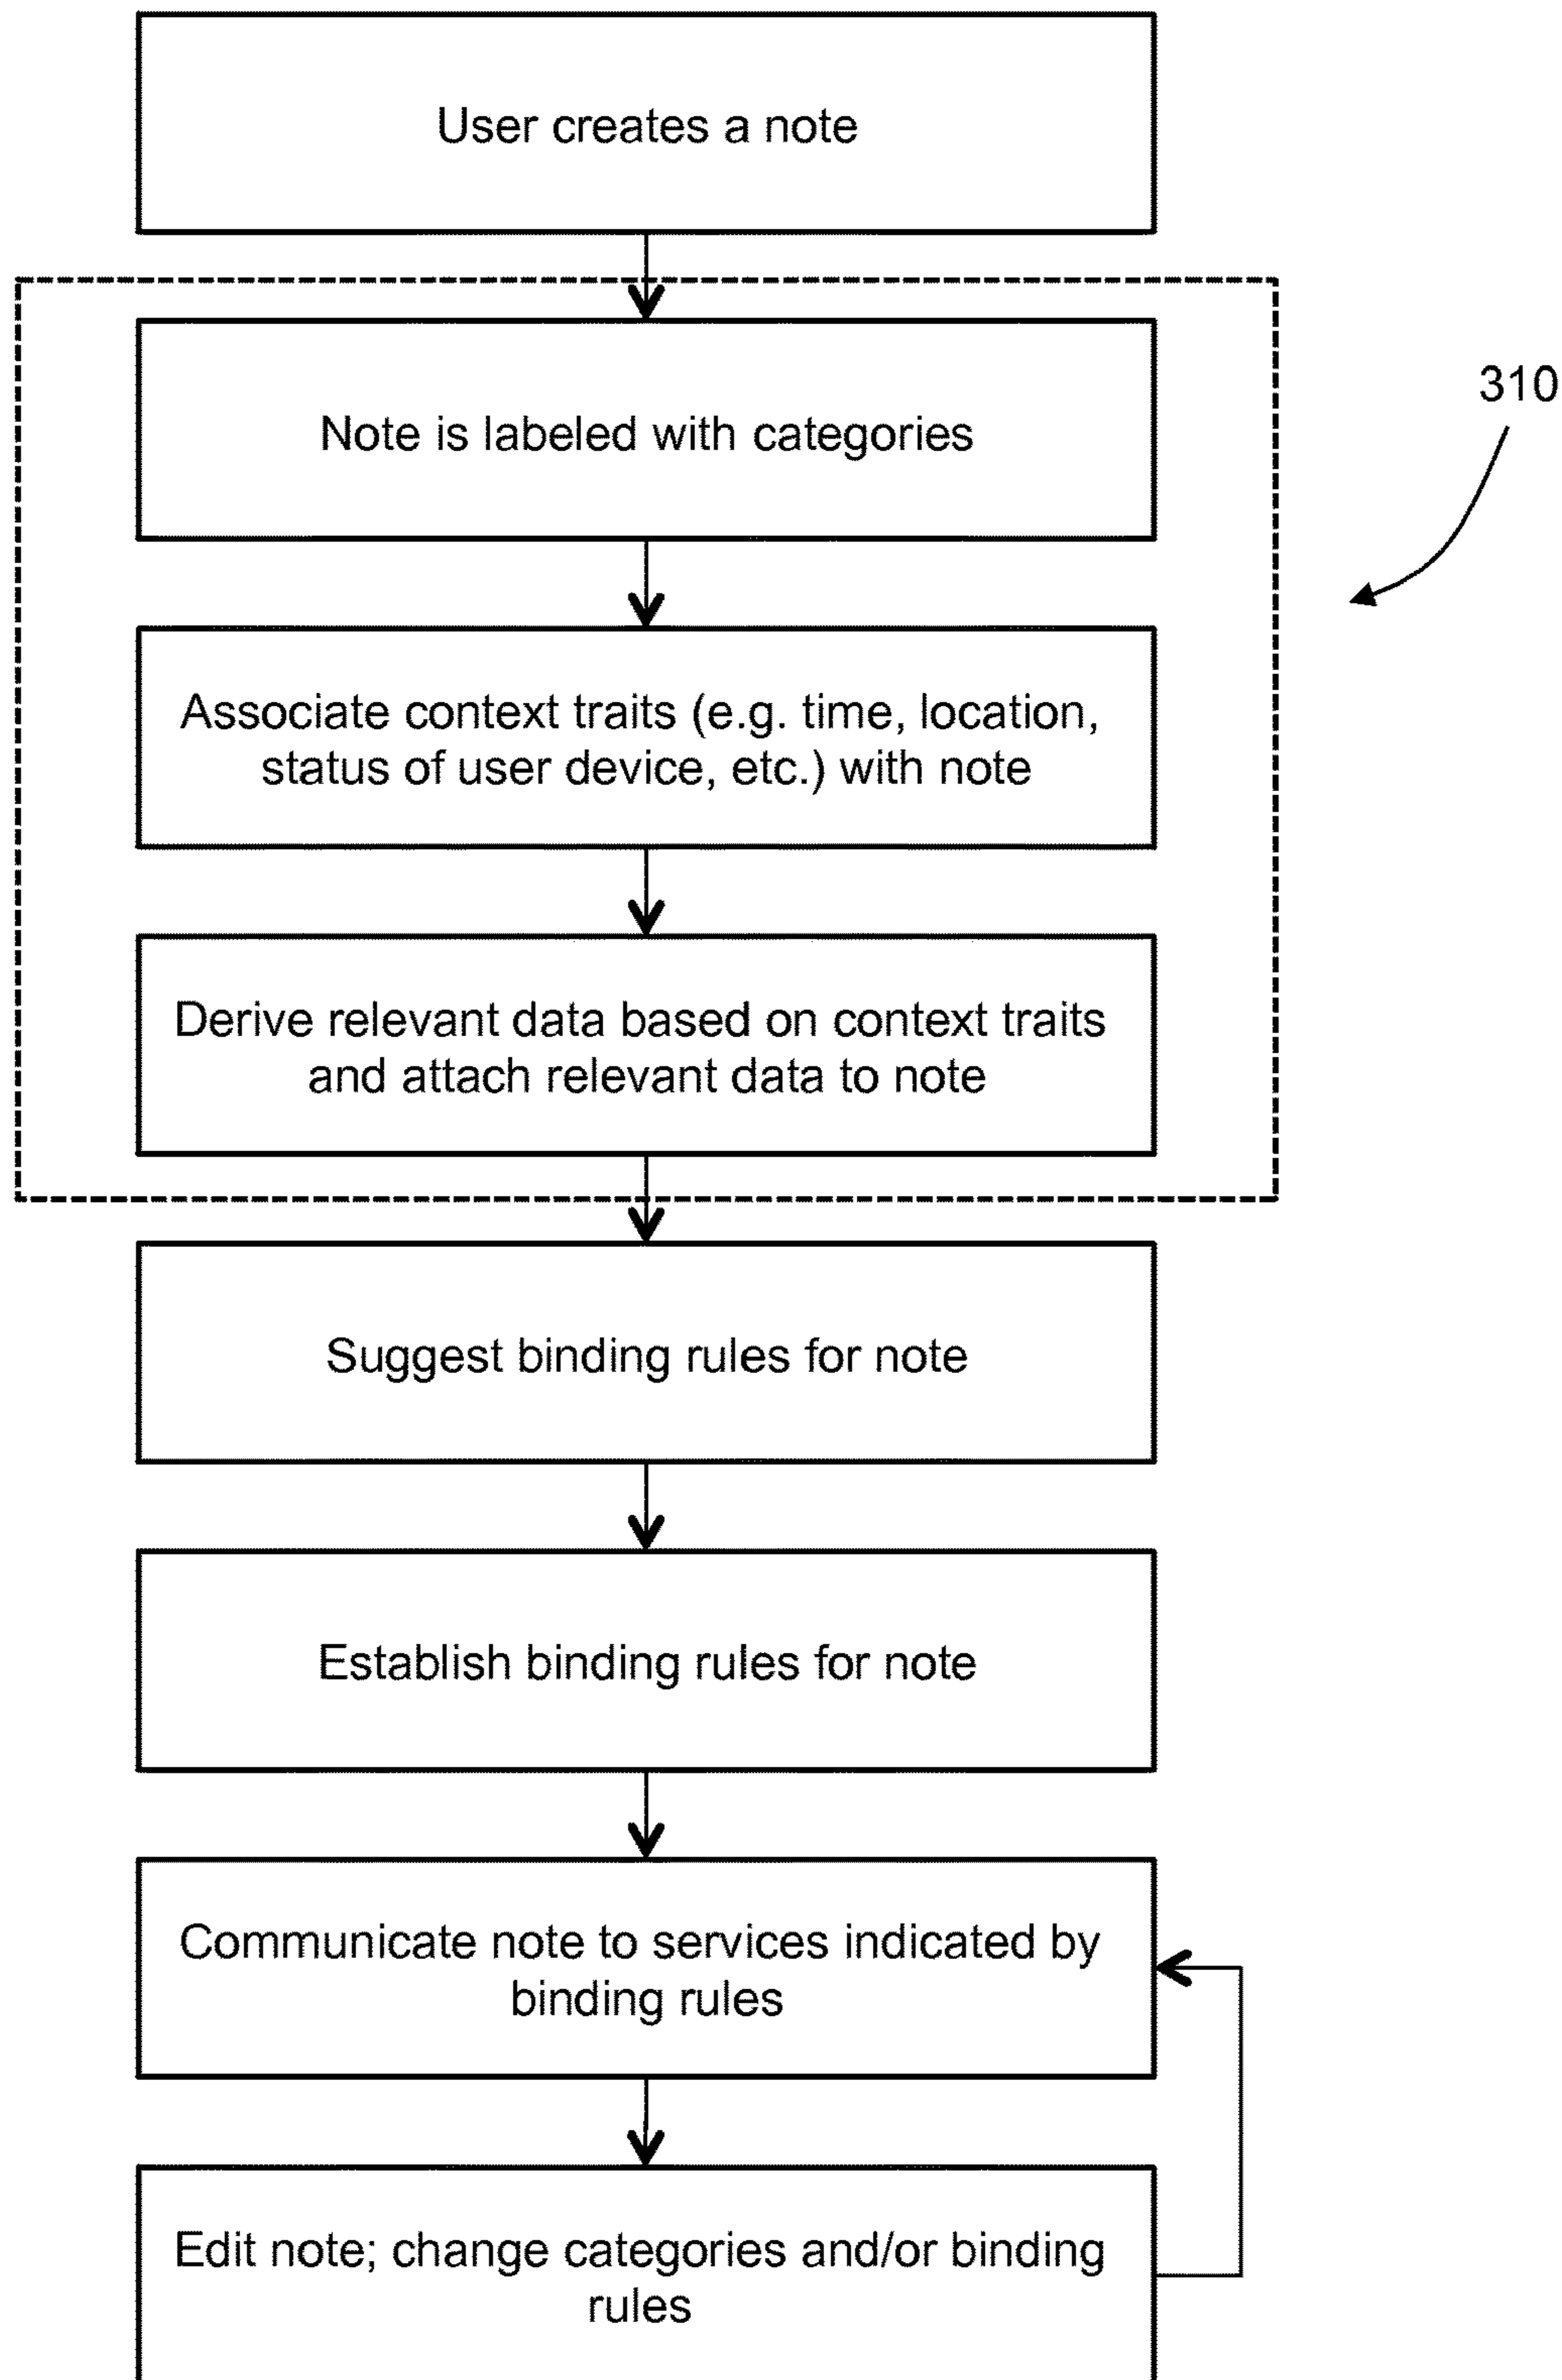 User creates a note
Note is labeled with categories
310
Associate context traits (e.g. time, location,
status of user device, etc.) with note
Derive relevant data based on context traits
and attach relevant data to note
Suggest binding rules for note
Establish binding rules for note
Communicate note to services indicated by
binding rules
Edit note; change categories and/or binding
rules